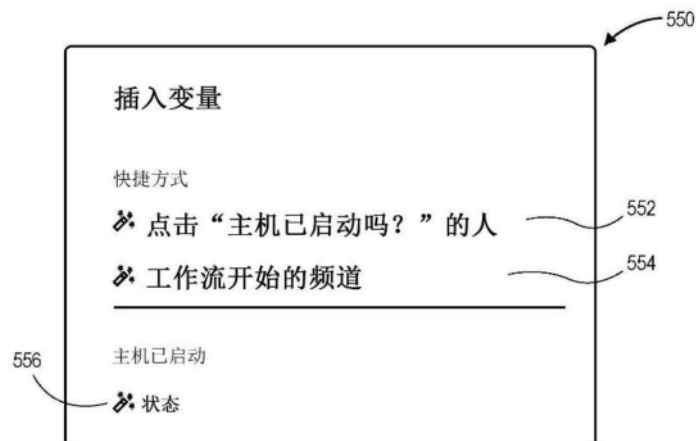 550
插入变量
快捷方式
点击“主机已启动吗？”的人
552
工作流开始的频道
554
主机已启动
556
状态